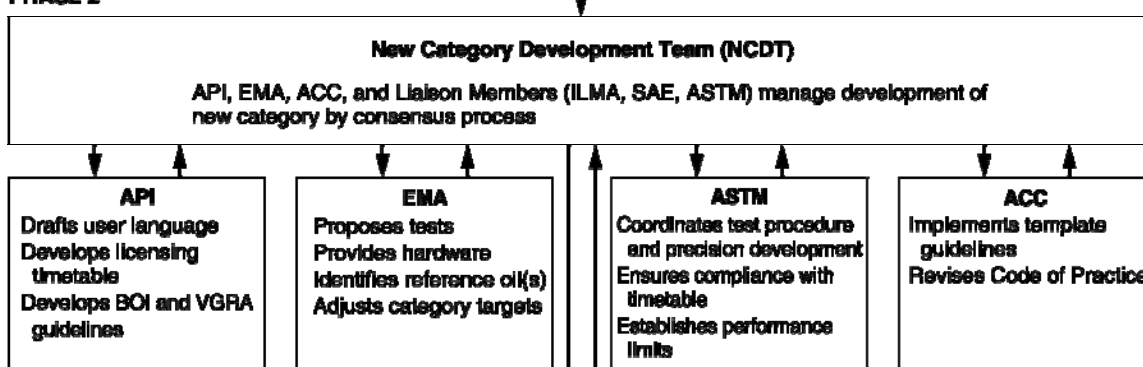 PHASE 2
New Category Development Team (NCDT)
API, EMA, ACC, and Liaison Members (ILMA, SAE, ASTM) manage development of
new category by consensus process
API
Drafts user language
Develops licensing
timetable
Develops BOI and VGRA
guidelines
EMA
Proposes tests
Provides hardware
Identifies reference oil(s)
Adjusts category targets
ASTM
Coordinates test procedure
and precision development
Ensures compliance with
timetable
Establishes performance
limits
ACC
Implements template
guidelines
Revises Code of Practice